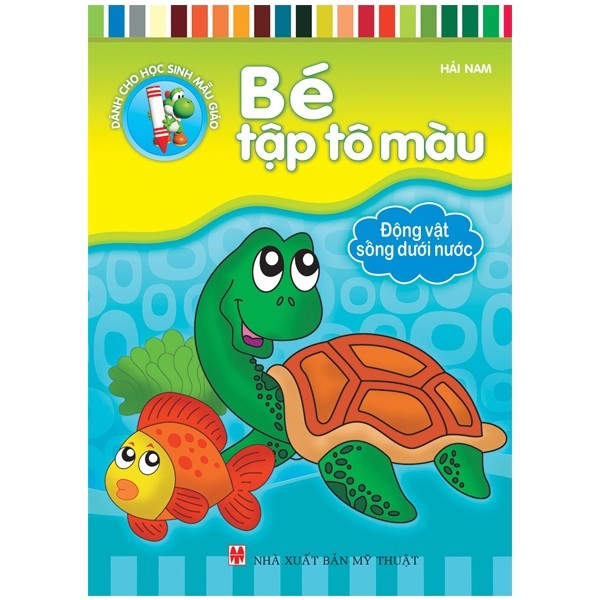 DÀNH CHO HỌC SINH MẪU GIÁO
HẢI NAM
Bé
tập tô màu
Động vật
sống dưới nước
NHÀ XUẤT BẢN MỸ THUẬT